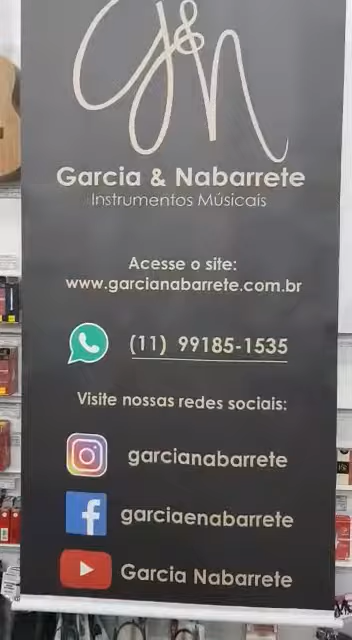 g&n
Garcia & Nabarrete
Instrumentos Músicais
Acesse o site:
www.garcianabarrete.com.br
(11) 99185-1535
Visite nossas redes sociais:
garcianabarrete
garciaenabarrete
Garcia Nabarrete